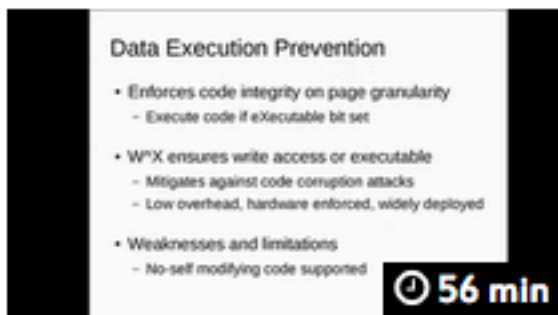 Data Execution Prevention
• Enforces code integrity on page granularity
– Execute code if eXecutable bit set
• W^X ensures write access or executable
– Mitigates against code corruption attacks
– Low overhead, hardware enforced, widely deployed
• Weaknesses and limitations
– No-self modifying code supported
56 min